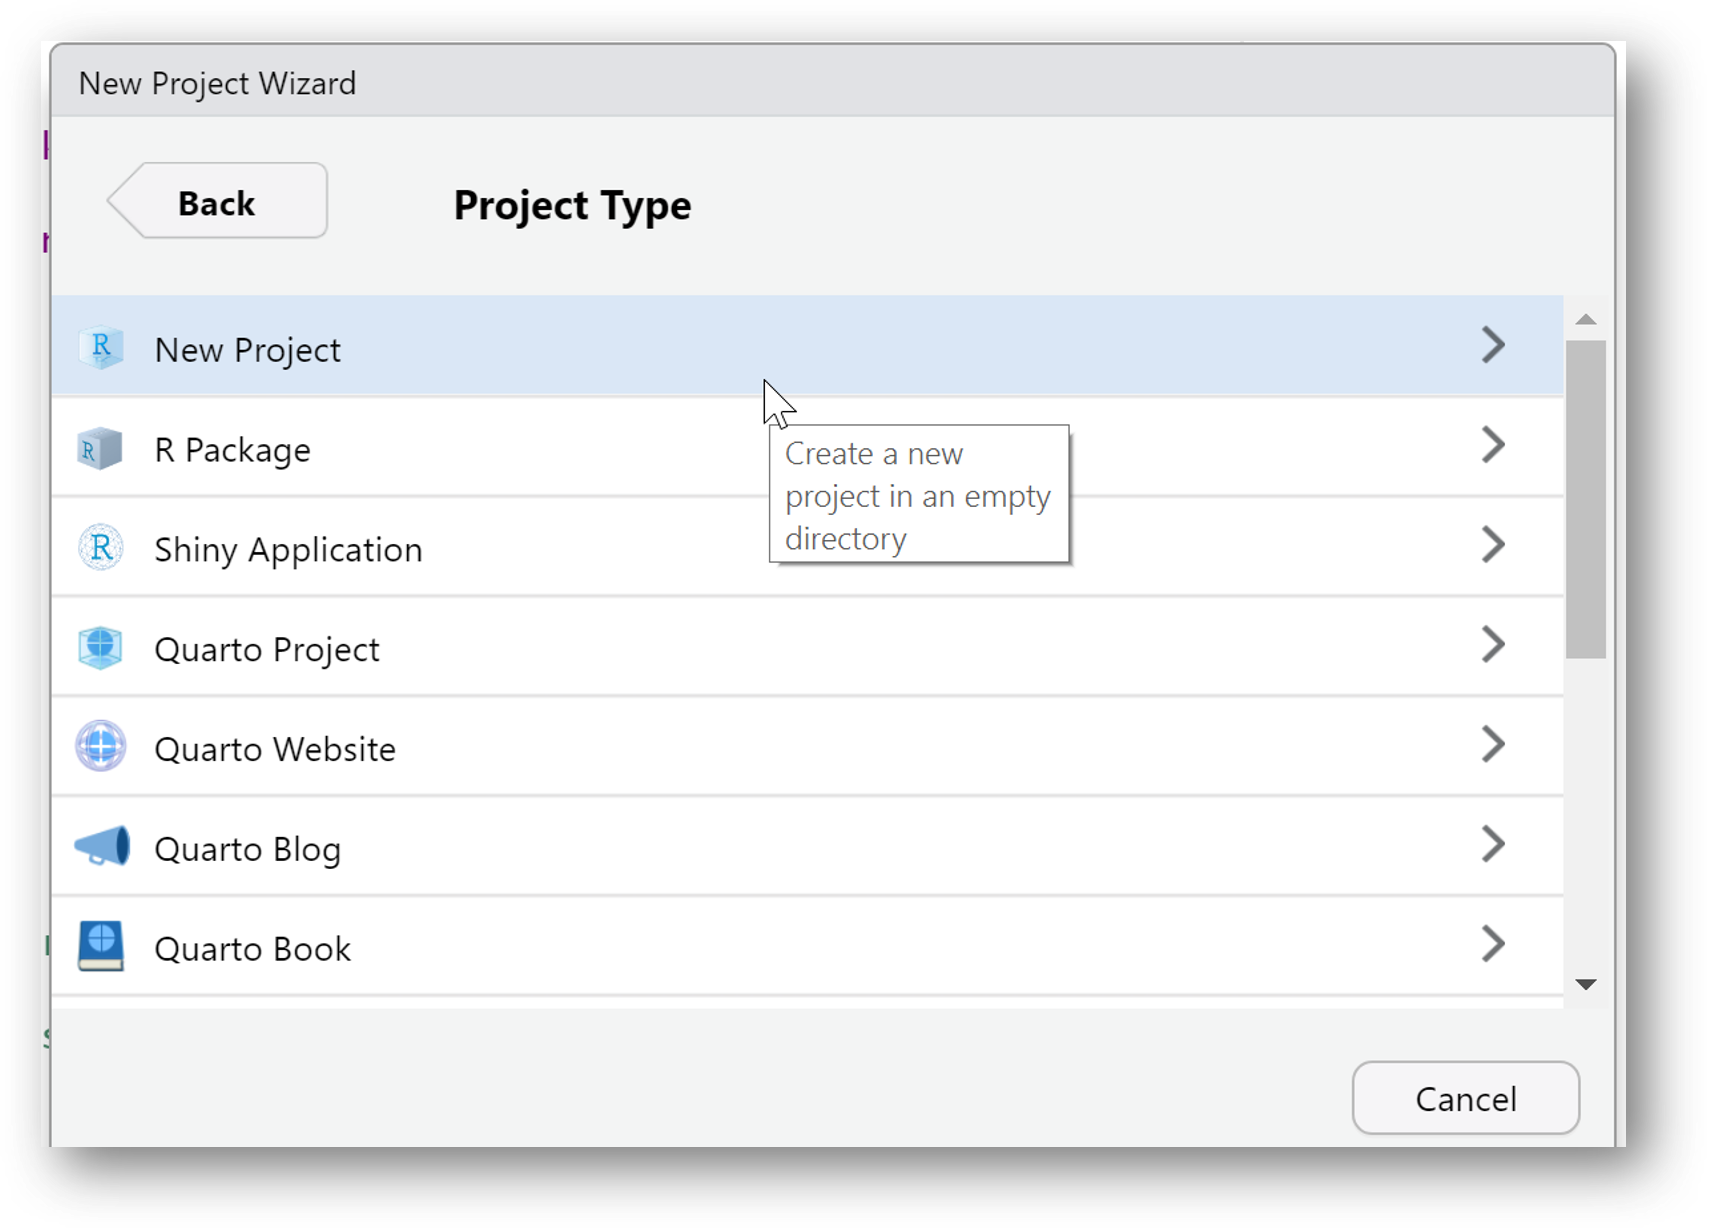 New Project Wizard
Back
Project Type
New Project
Create a new
project in an empty
directory
R Package
Shiny Application
Quarto Project
Quarto Website
Quarto Blog
Quarto Book
Cancel